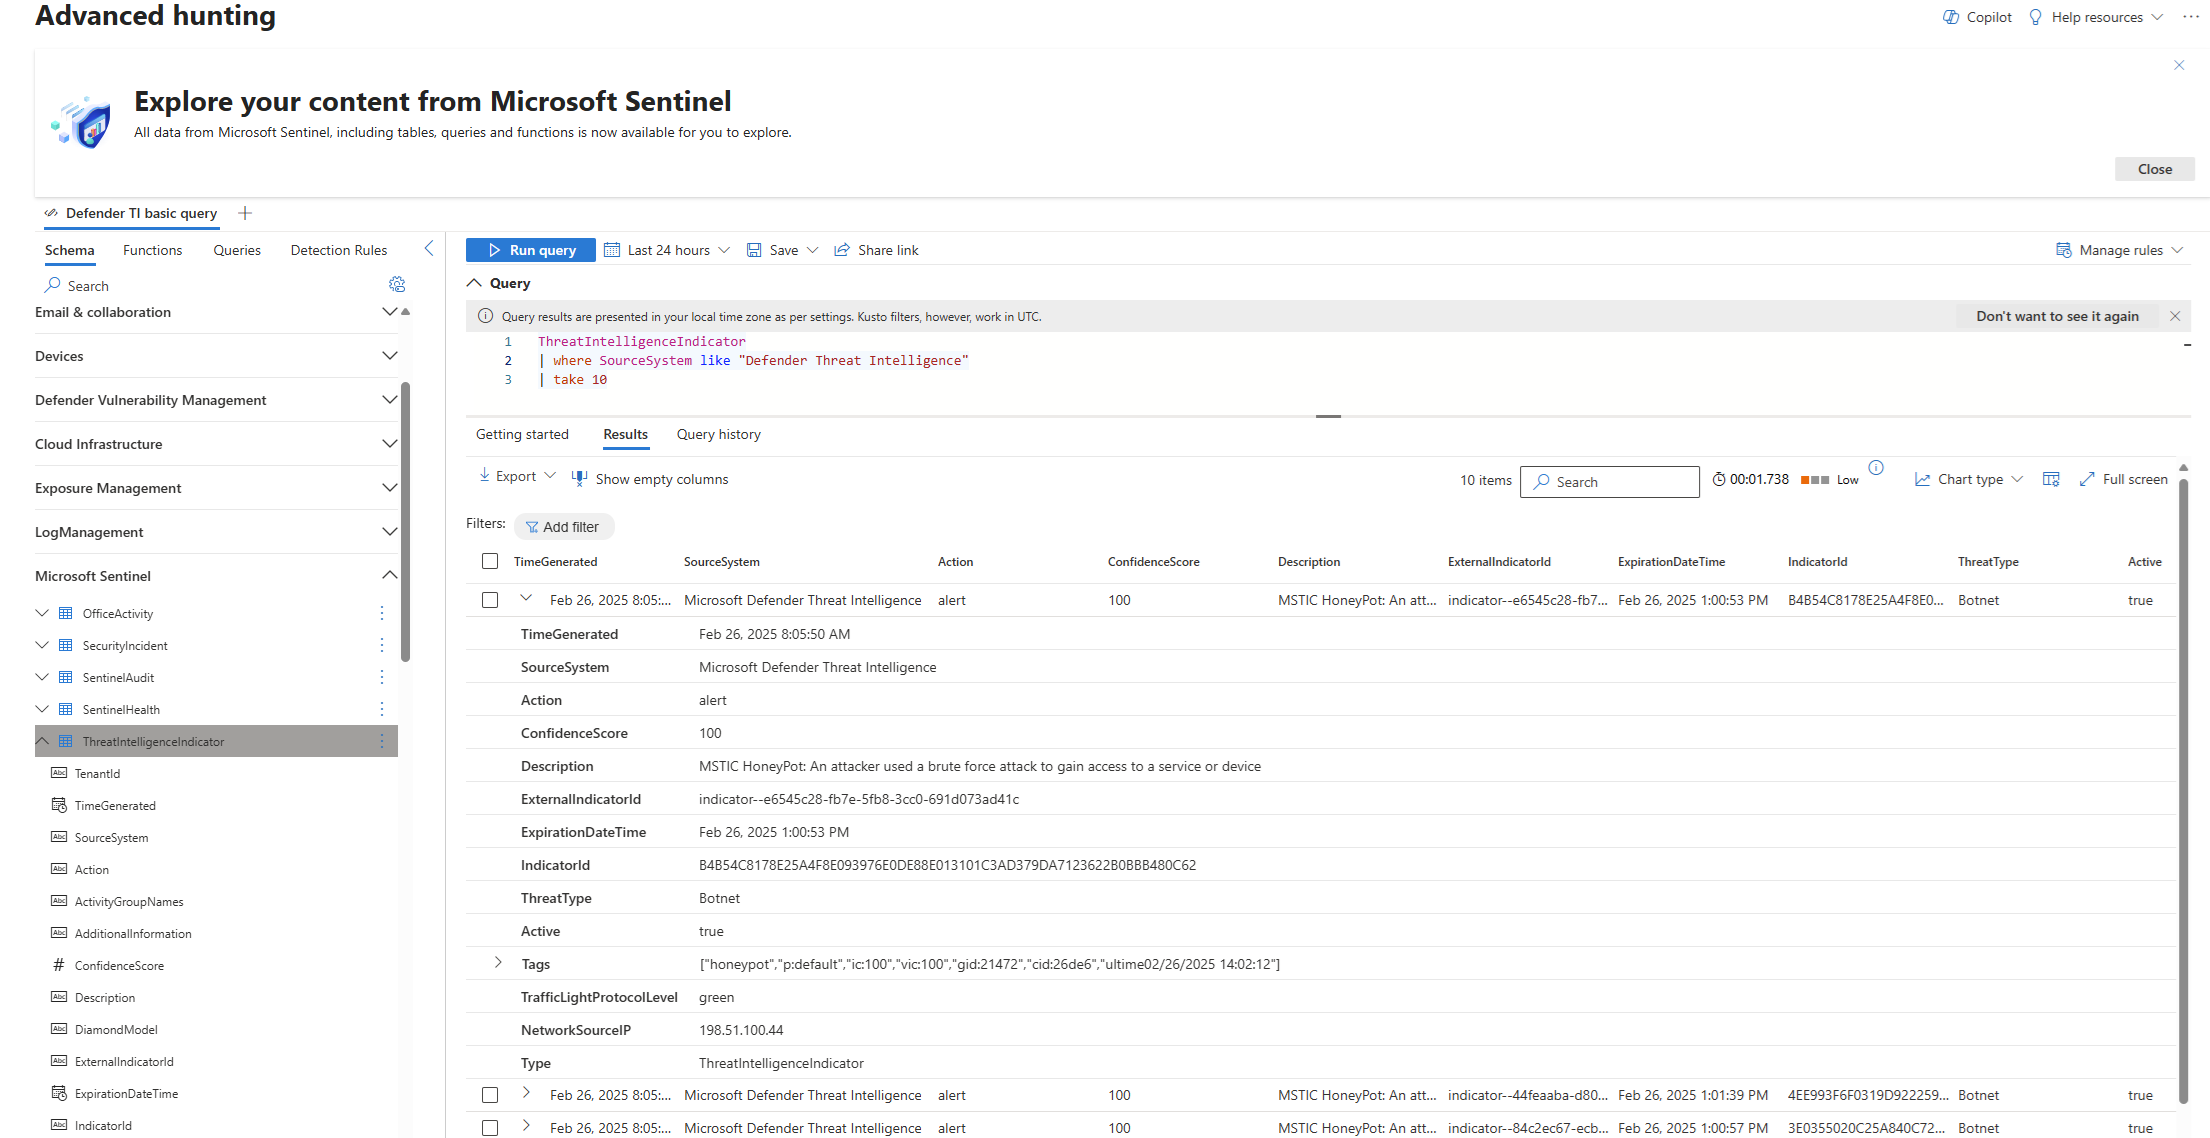 Advanced hunting
Copilot
Help resources
Explore your content from Microsoft Sentinel
All data from Microsoft Sentinel, including tables, queries and functions is now available for you to explore.
Close
Defender TI basic query
Schema Functions Queries Detection Rules
Search
Email & collaboration
Devices
Defender Vulnerability Management
Cloud Infrastructure
Exposure Management
LogManagement
Microsoft Sentinel
OfficeActivity
SecurityIncident
SentinelAudit
SentinelHealth
ThreatIntelligenceIndicator
TenantId
TimeGenerated
SourceSystem
Action
ActivityGroupNames
AdditionalInformation
ConfidenceScore
Description
DiamondModel
ExternalIndicatorId
ExpirationDateTime
IndicatorId
Run query Last 24 hours Save Share link Manage rules
Query
Query results are presented in your local time zone as per settings. Kusto filters, however, work in UTC. Don't want to see it again
1 ThreatIntelligenceIndicator
2 | where SourceSystem like "Defender Threat Intelligence"
3 | take 10
Getting started Results Query history
Export Show empty columns 10 items Search 00:01.738 Low Chart type Full screen
Filters: Add filter
TimeGenerated SourceSystem Action ConfidenceScore Description ExternalIndicatorId ExpirationDateTime IndicatorId ThreatType Active
Feb 26, 2025 8:05:... Microsoft Defender Threat Intelligence alert 100 MSTIC HoneyPot: An att... indicator--e6545c28-fb7... Feb 26, 2025 1:00:53 PM B4B54C8178E25A4F8E0... Botnet true
TimeGenerated Feb 26, 2025 8:05:50 AM
SourceSystem Microsoft Defender Threat Intelligence
Action alert
ConfidenceScore 100
Description MSTIC HoneyPot: An attacker used a brute force attack to gain access to a service or device
ExternalIndicatorId indicator--e6545c28-fb7e-5fb8-3cc0-691d073ad41c
ExpirationDateTime Feb 26, 2025 1:00:53 PM
IndicatorId B4B54C8178E25A4F8E093976E0DE88E013101C3AD379DA7123622B0BBB480C62
ThreatType Botnet
Active true
Tags ["honeypot","p:default","ic:100","vic:100","gid:21472","cid:26de6","ultime02/26/2025 14:02:12"]
TrafficLightProtocolLevel green
NetworkSourceIP 198.51.100.44
Type ThreatIntelligenceIndicator
Feb 26, 2025 8:05:... Microsoft Defender Threat Intelligence alert 100 MSTIC HoneyPot: An att... indicator--44feaaba-d80... Feb 26, 2025 1:01:39 PM 4EE993F6F0319D922259... Botnet true
Feb 26, 2025 8:05:... Microsoft Defender Threat Intelligence alert 100 MSTIC HoneyPot: An att... indicator--84c2ec67-ecb... Feb 26, 2025 1:00:57 PM 3E0355020C25A840C72... Botnet true